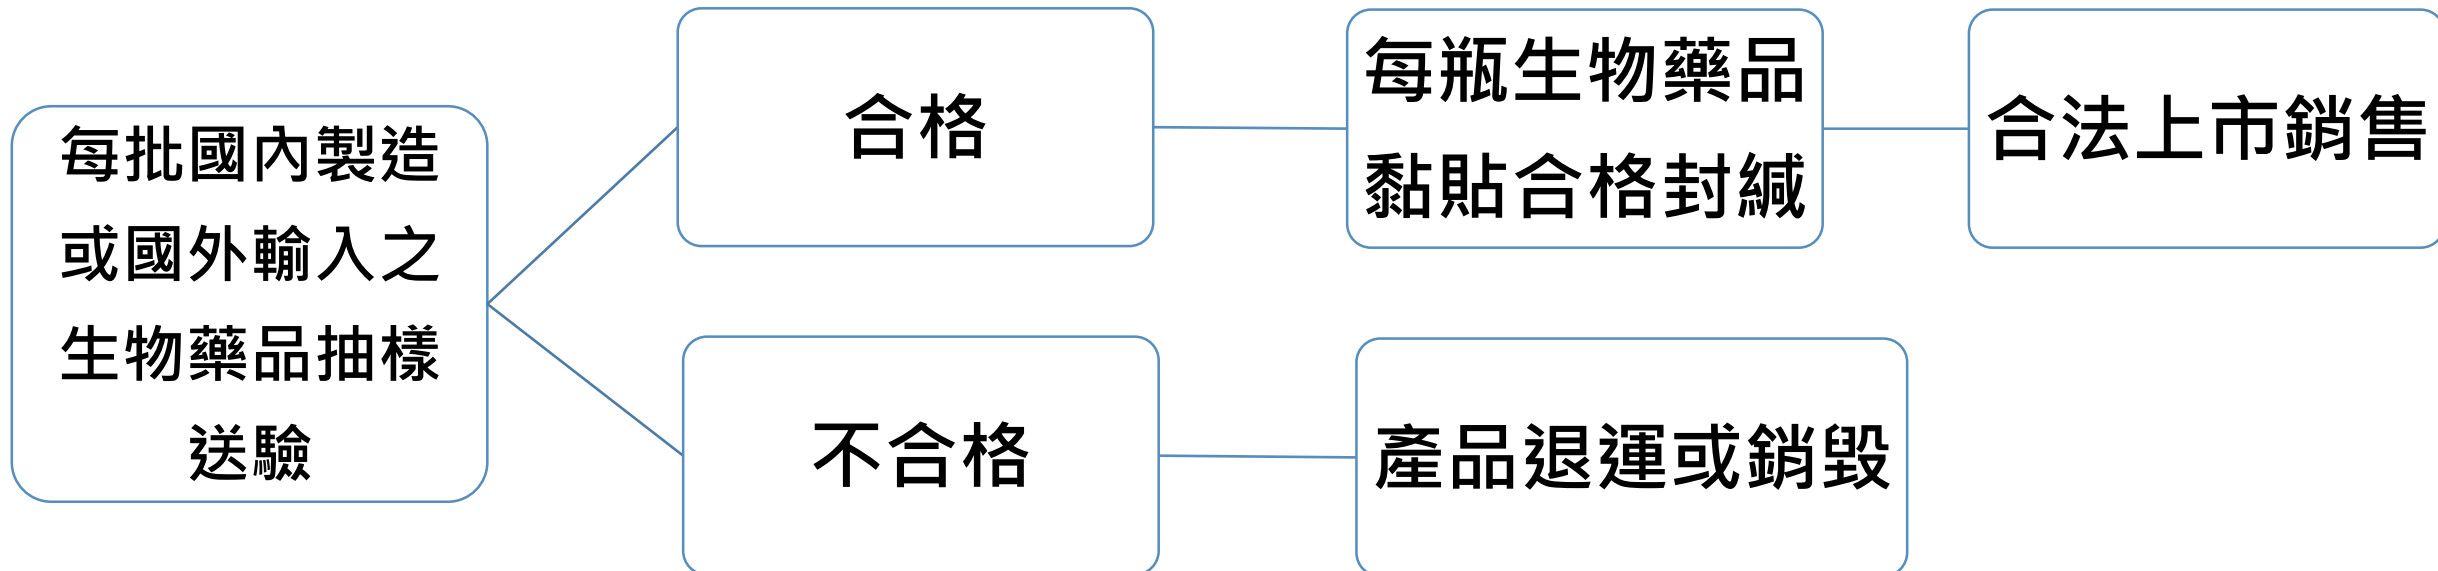 每批國內製造
或國外輸入之
生物藥品抽樣
送驗
合格
每瓶生物藥品
黏貼合格封緘
合法上市銷售
不合格
產品退運或銷毀